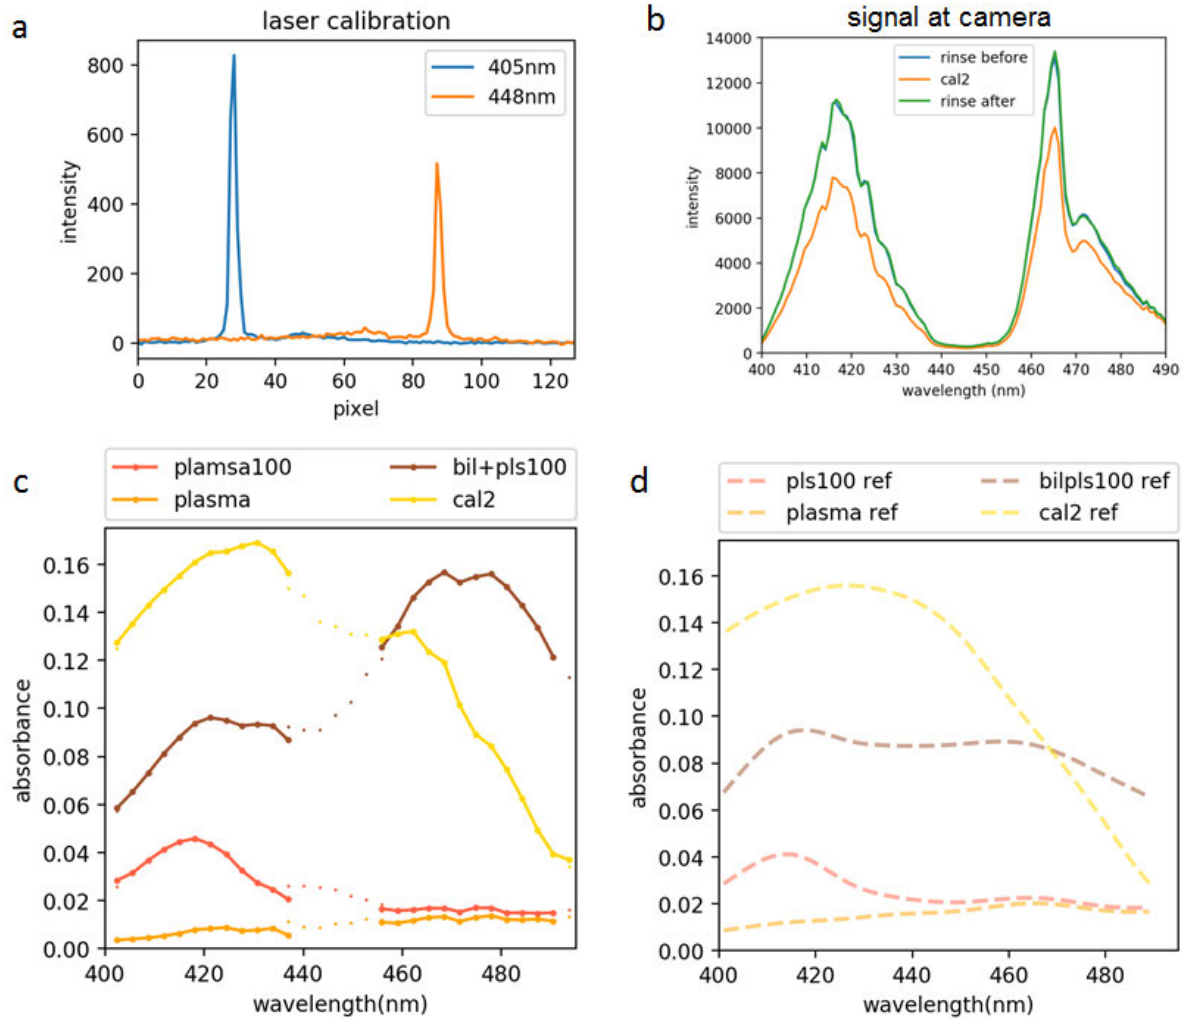 a
laser calibration
405nm
448nm
800
600
400
200
0
intensity
0 20 40 60 80 100 120
pixel
b
signal at camera
rinse before
cal2
rinse after
14000
12000
10000
8000
6000
4000
2000
0
intensity
400 410 420 430 440 450 460 470 480 490
wavelength (nm)
c
plamsa100 bil+pls100
plasma cal2
0.16
0.14
0.12
0.10
0.08
0.06
0.04
0.02
0.00
absorbance
400 420 440 460 480
wavelength(nm)
d
pls100 ref bilpls100 ref
plasma ref cal2 ref
0.16
0.14
0.12
0.10
0.08
0.06
0.04
0.02
0.00
absorbance
400 420 440 460 480
wavelength(nm)